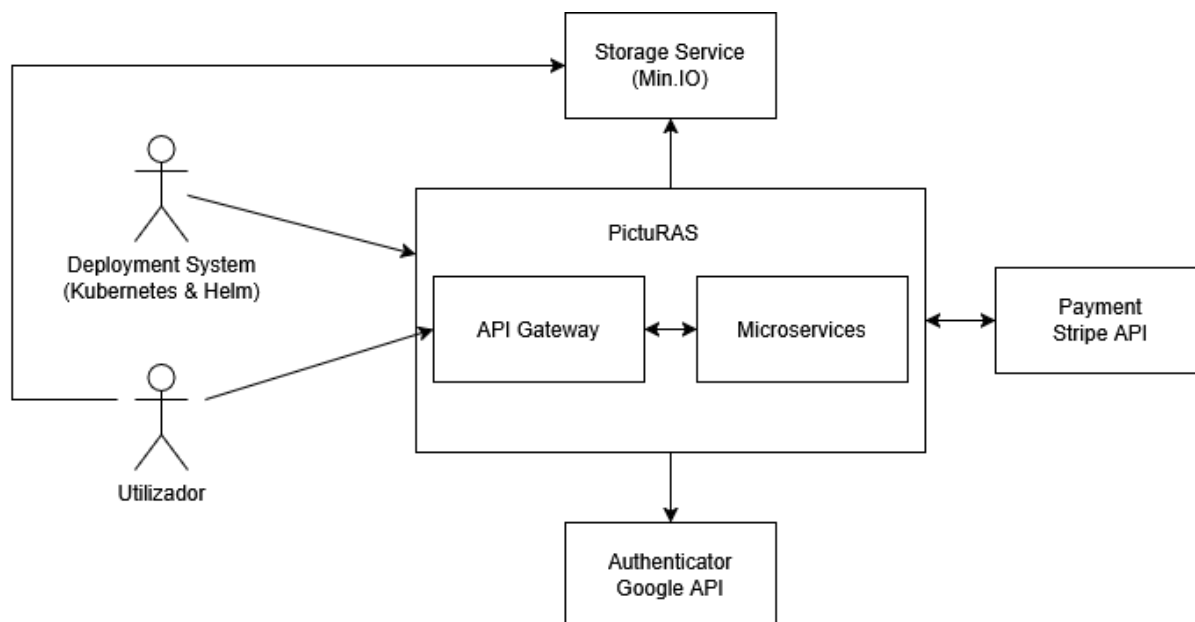 Storage Service
(Min.IO)
Deployment System
(Kubernetes & Helm)
PictuRAS
API Gateway
Microservices
Payment
Stripe API
Utilizador
Authenticator
Google API